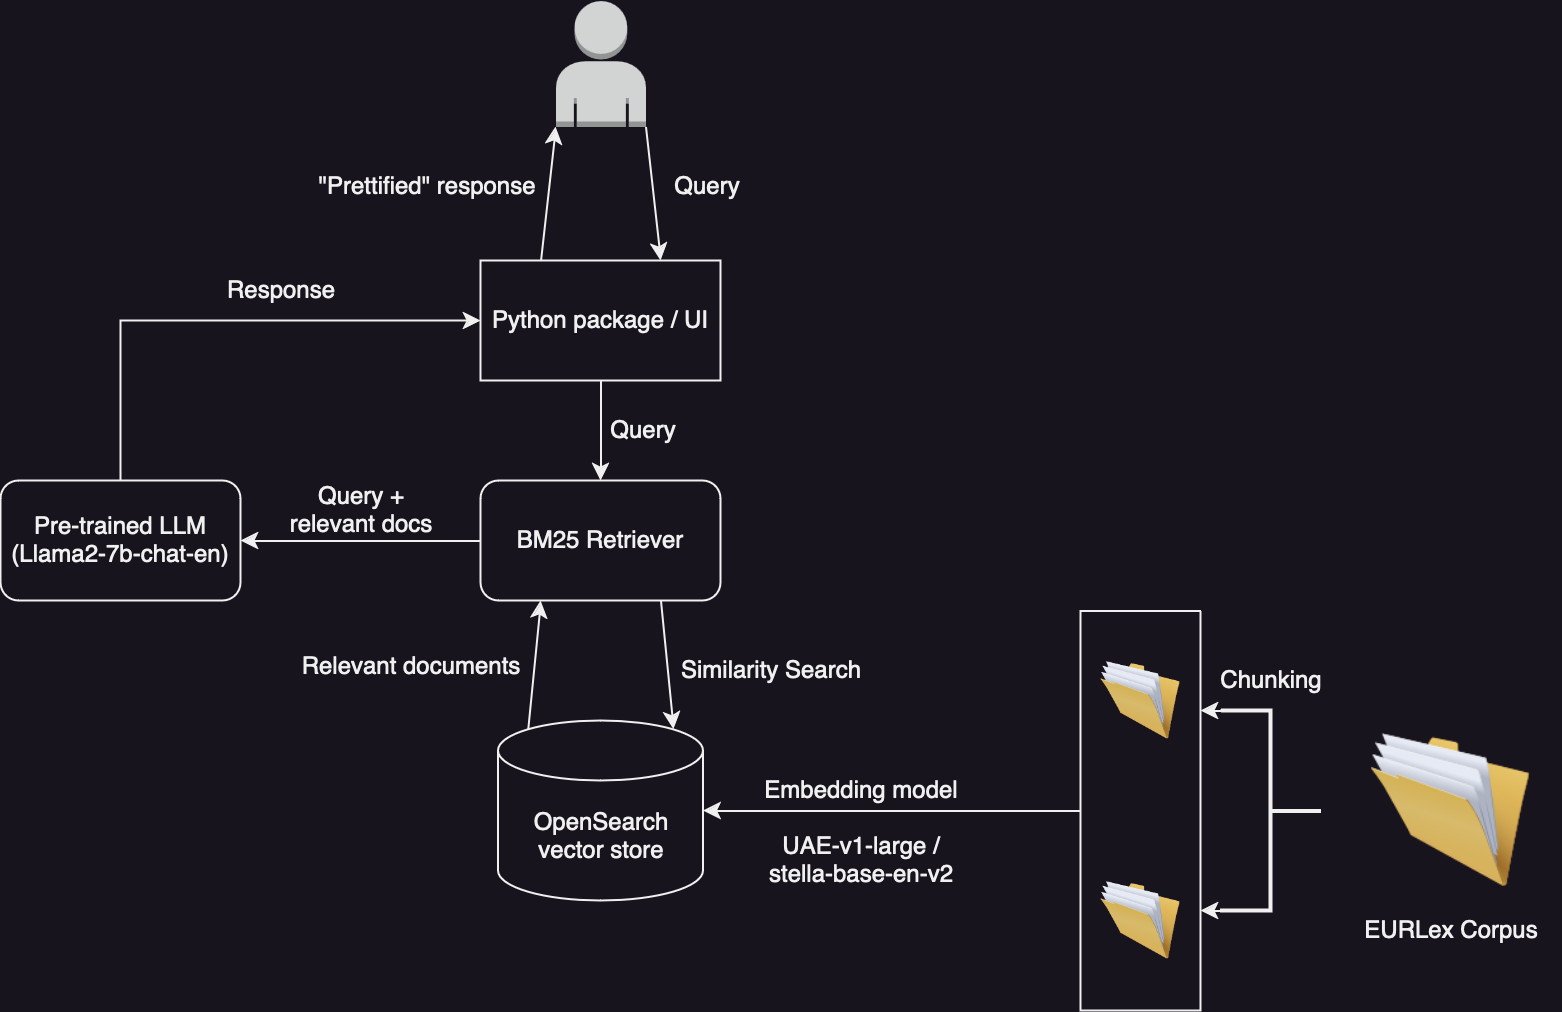 "Prettified" response
Query
Response
Python package / UI
Query
Query +
relevant docs
Pre-trained LLM
(Llama2-7b-chat-en)
BM25 Retriever
Relevant documents
Similarity Search
Chunking
Embedding model
OpenSearch
vector store
UAE-v1-large /
stella-base-en-v2
EURLex Corpus